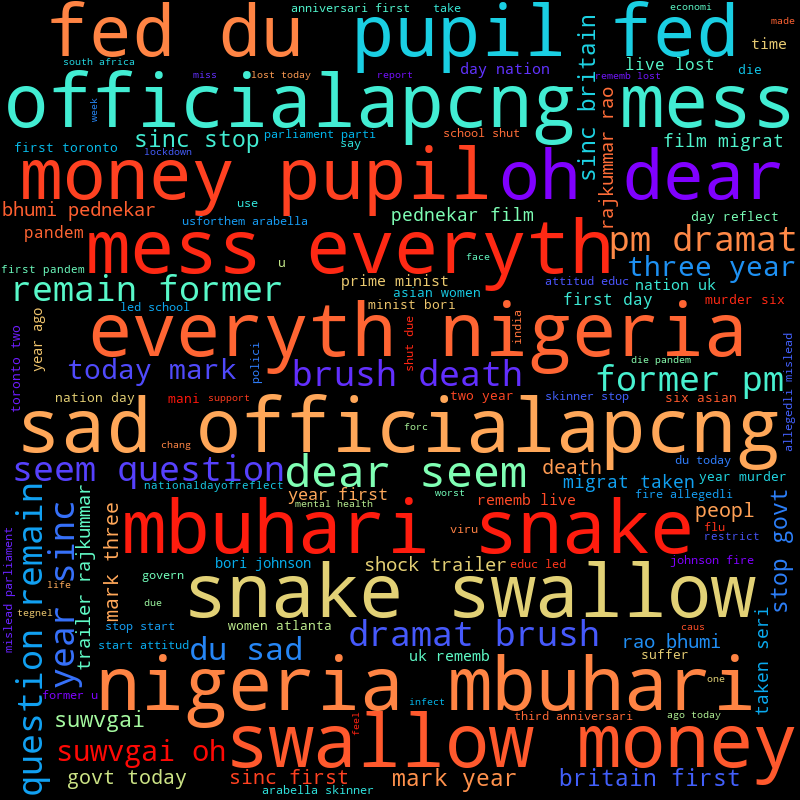 anniversari first
take
economi
fed du
pupil fed
made
time
south africa
miss
lost today
report
day nation
rememb lost
live lost
die
officialapcng
mess
week
sinc britain
sinc stop
parliament parti
school shut
say
film migrat
first toronto
lockdown
money pupil
oh dear
rajkummar rao
bhumi pednekar
use
usforthem arabella
pednekar film
day reflect
pandem
mess everyth
pm dramat
first pandem
u
face
three year
remain former
prime minist
asian women
attitud educ
nation uk
led school
minist bori
first day
murder six
toronto two
year ago
everyth nigeria
shut due
india
polici
today mark
brush death
die pandem
former pm
allegedli mislead
nation day
mani
support
two year
skinner stop
six asian
sad officialapcng
forc
chang
seem question
dear seem
death
du today
nationaldayofreflect
migrat taken
year murder
question remain
year sinc
trailer rajkummar
mark three
year first
worst
rememb live
fire allegedli
mental health
mbuhari snake
peopl
flu
viru
restrict
stop govt
mislead parliament
bori johnson
shock trailer
educ led
johnson fire
govern
life
snake swallow
due
tegnel
stop start
women atlanta
dramat brush
caus
rao bhumi
taken seri
start attitud
du sad
uk rememb
suffer
former u
nigeria mbuhari
one
infect
suwvgai
feel
third anniversari
ago today
suwvgai oh
swallow money
govt today
sinc first
mark year
britain first
arabella skinner